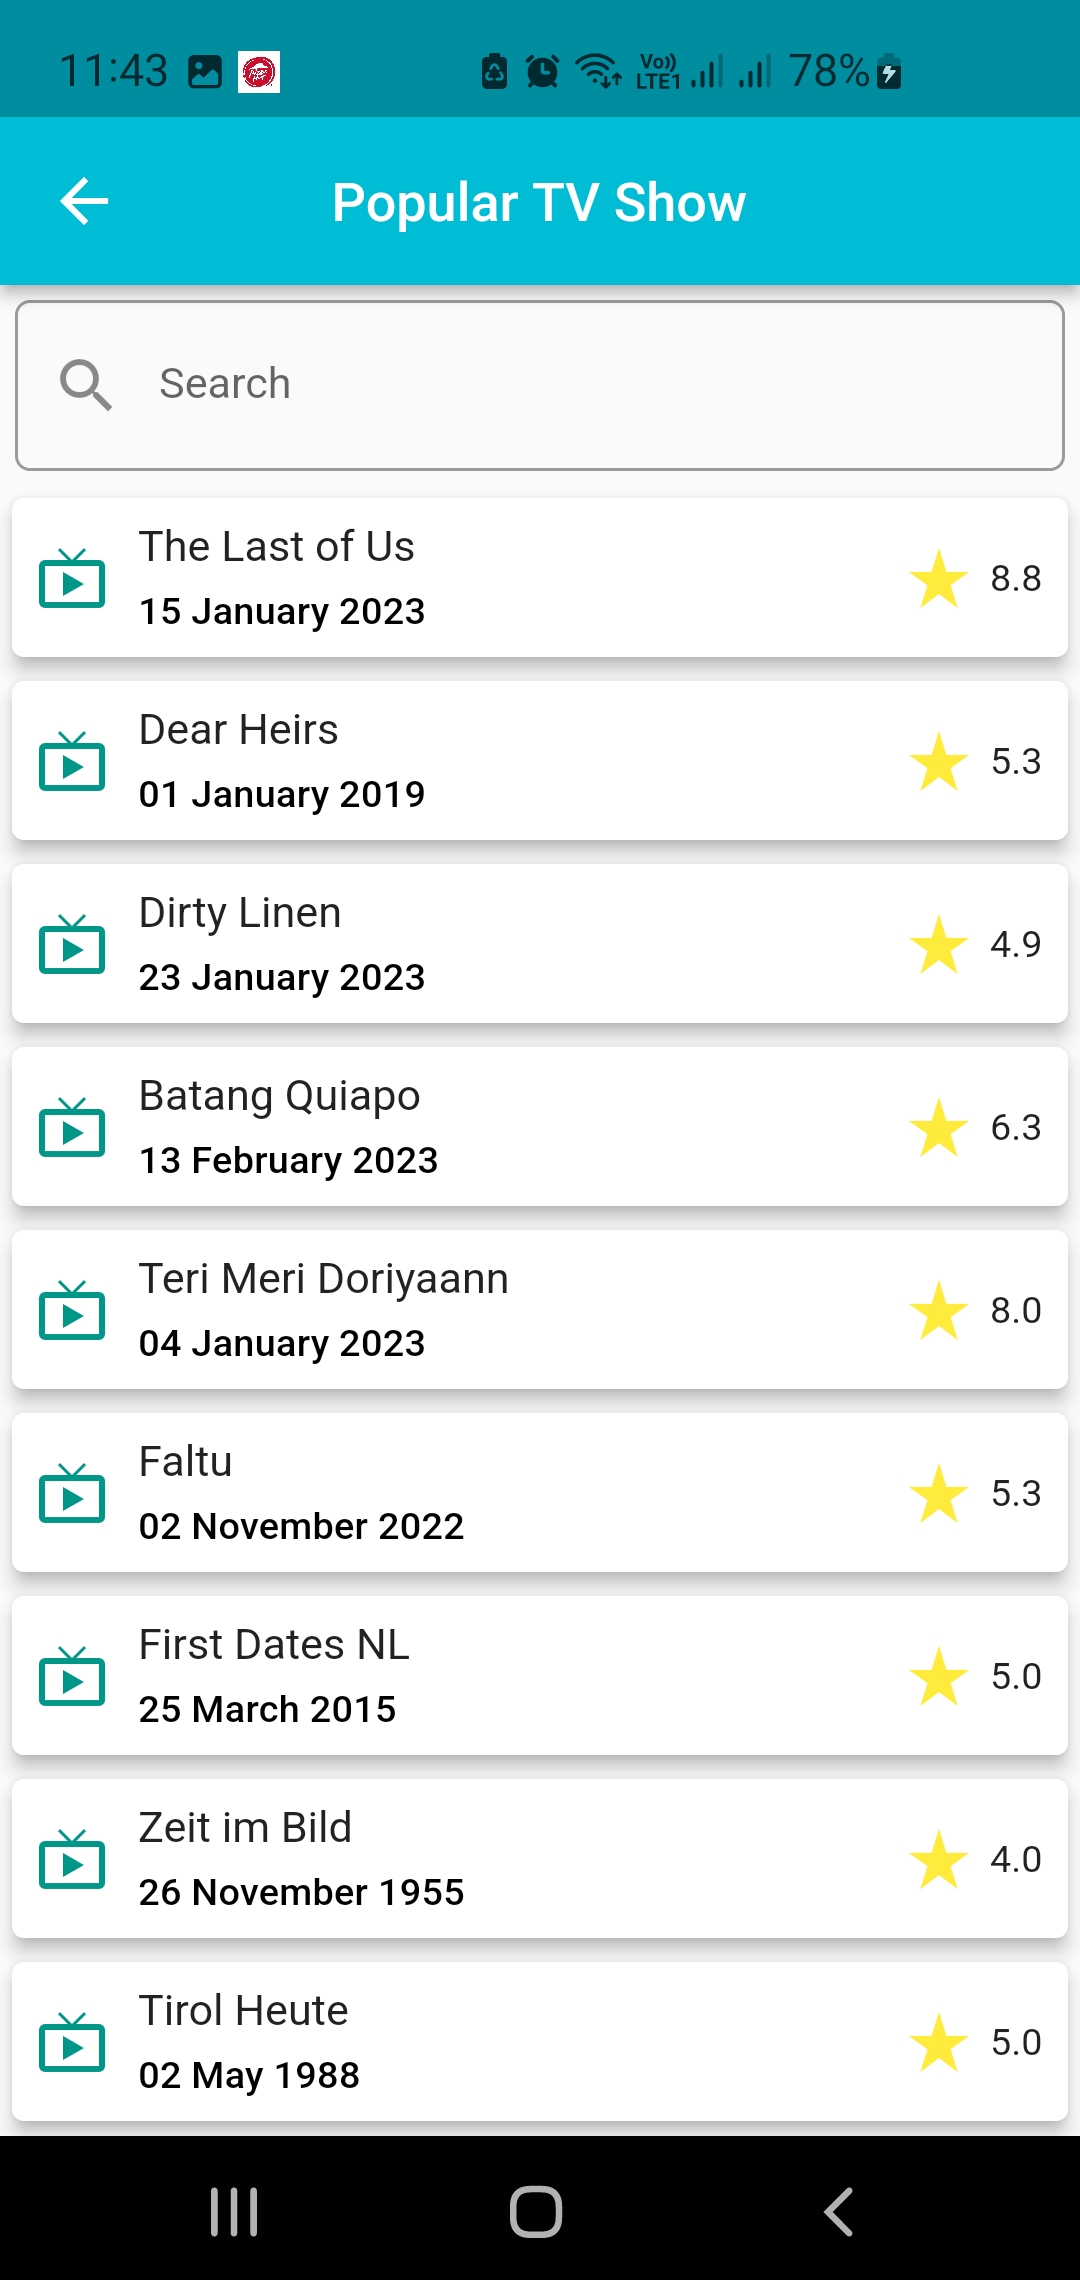 11:43
Vo))
LTE1
78%
Popular TV Show
Search
The Last of Us
8.8
15 January 2023
Dear Heirs
5.3
01 January 2019
Dirty Linen
4.9
23 January 2023
Batang Quiapo
6.3
13 February 2023
Teri Meri Doriyaann
8.0
04 January 2023
Faltu
5.3
02 November 2022
First Dates NL
5.0
25 March 2015
Zeit im Bild
4.0
26 November 1955
Tirol Heute
5.0
02 May 1988